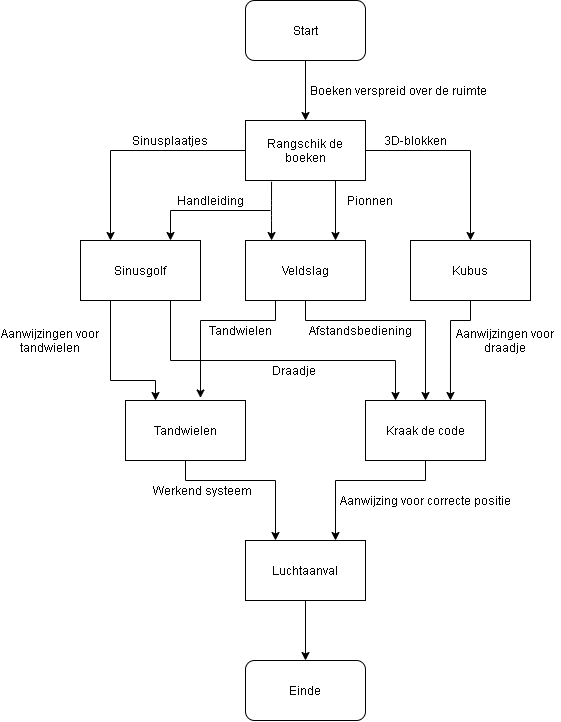 Start
Boeken verspreid over de ruimte
Sinusplaatjes
Rangschik de
boeken
3D-blokken
Handleiding
Pionnen
Sinusgolf
Veldslag
Kubus
Aanwijzingen voor
tandwielen
Tandwielen
Afstandsbediening
Aanwijzingen voor
draadje
Draadje
Tandwielen
Kraak de code
Werkend systeem
Aanwijzing voor correcte positie
Luchtaanval
Einde